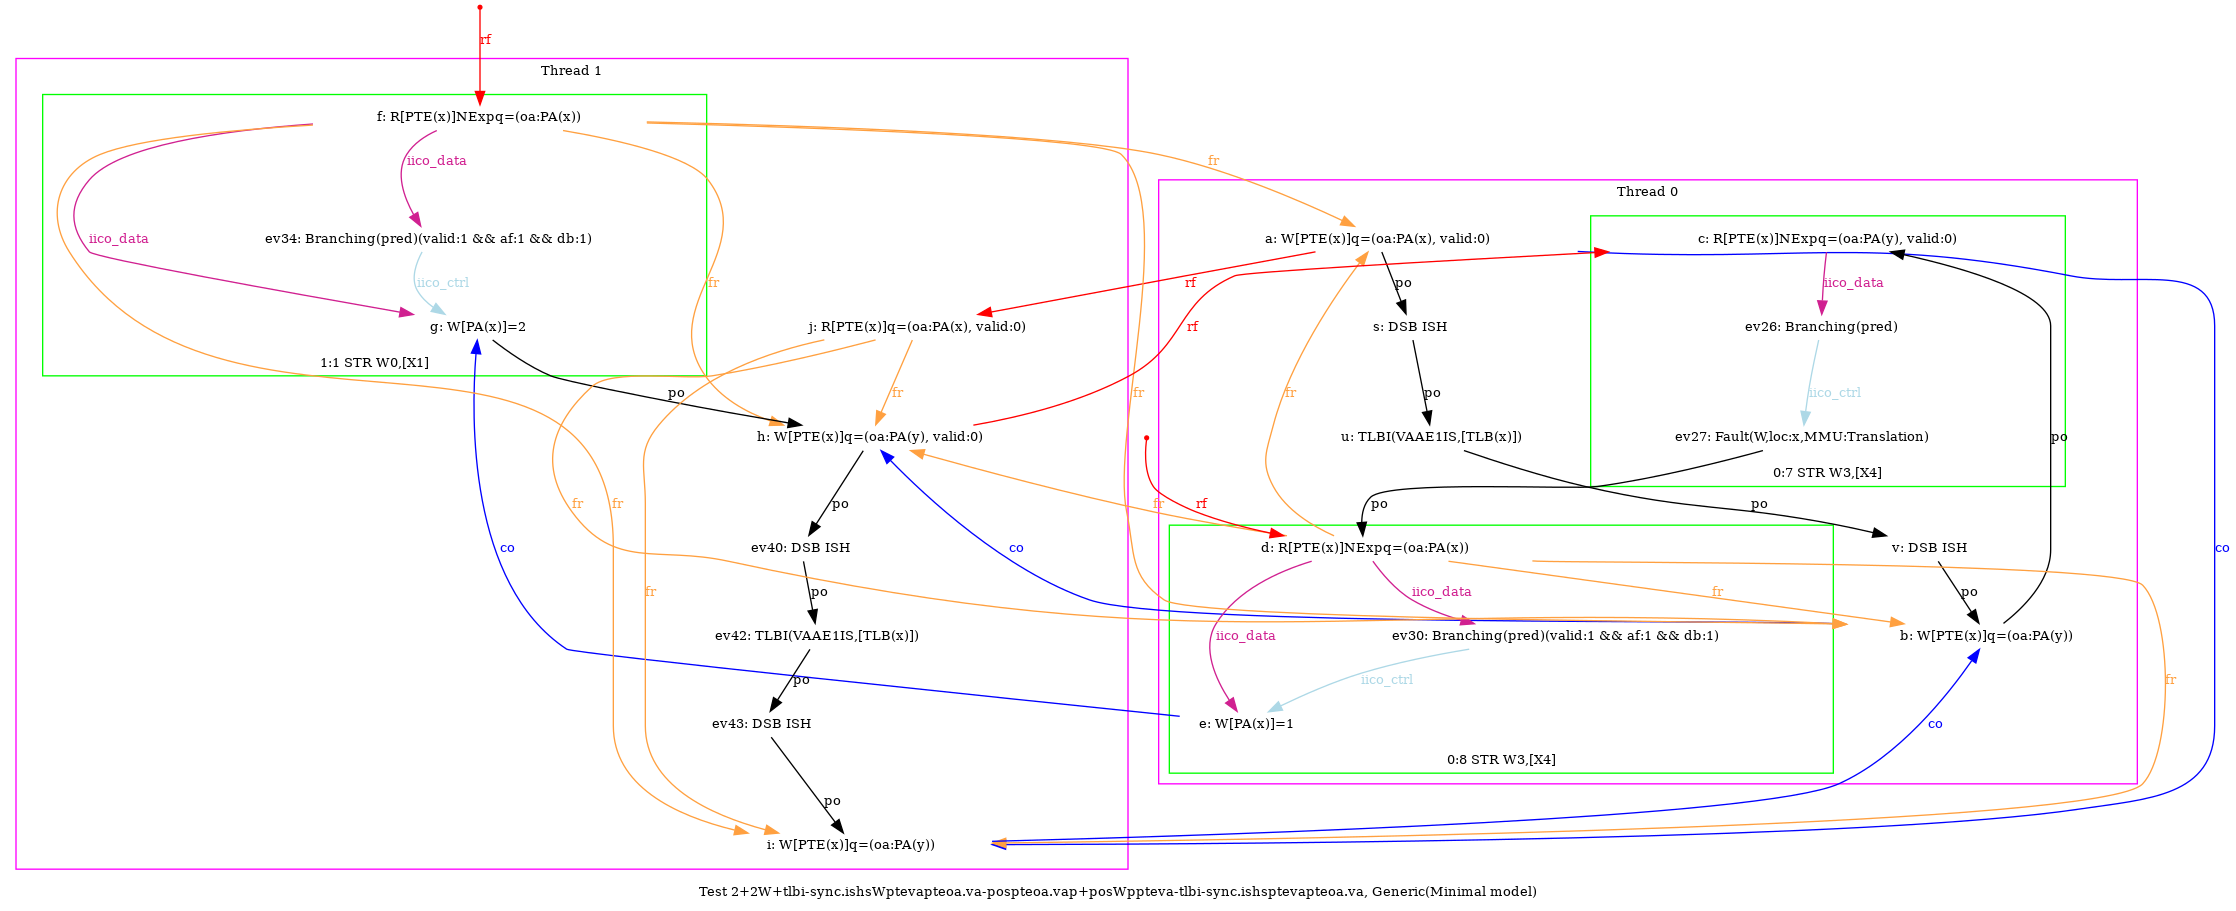 rf
Thread 1
f: R[PTE(x)]NExpq=(oa:PA(x))
iico_data
fr
Thread 0
iico_data
ev34: Branching(pred)(valid:1 && af:1 && db:1)
a: W[PTE(x)]q=(oa:PA(x), valid:0)
c: R[PTE(x)]NExpq=(oa:PA(y), valid:0)
iico_ctrl
fr
rf
po
iico_data
g: W[PA(x)]=2
j: R[PTE(x)]q=(oa:PA(x), valid:0)
rf
s: DSB ISH
ev26: Branching(pred)
1:1 STR W0,[X1]
po
fr
fr
fr
po
iico_ctrl
h: W[PTE(x)]q=(oa:PA(y), valid:0)
u: TLBI(VAAE1IS,[TLB(x)])
ev27: Fault(W,loc:x,MMU:Translation)
po
0:7 STR W3,[X4]
fr
fr
po
fr
rf
po
po
co
ev40: DSB ISH
co
d: R[PTE(x)]NExpq=(oa:PA(x))
v: DSB ISH
co
fr
po
iico_data
fr
po
ev42: TLBI(VAAE1IS,[TLB(x)])
iico_data
ev30: Branching(pred)(valid:1 && af:1 && db:1)
b: W[PTE(x)]q=(oa:PA(y))
po
iico_ctrl
fr
ev43: DSB ISH
e: W[PA(x)]=1
co
0:8 STR W3,[X4]
po
i: W[PTE(x)]q=(oa:PA(y))
Test 2+2W+tlbi-sync.ishsWptevapteoa.va-pospteoa.vap+posWppteva-tlbi-sync.ishsptevapteoa.va, Generic(Minimal model)